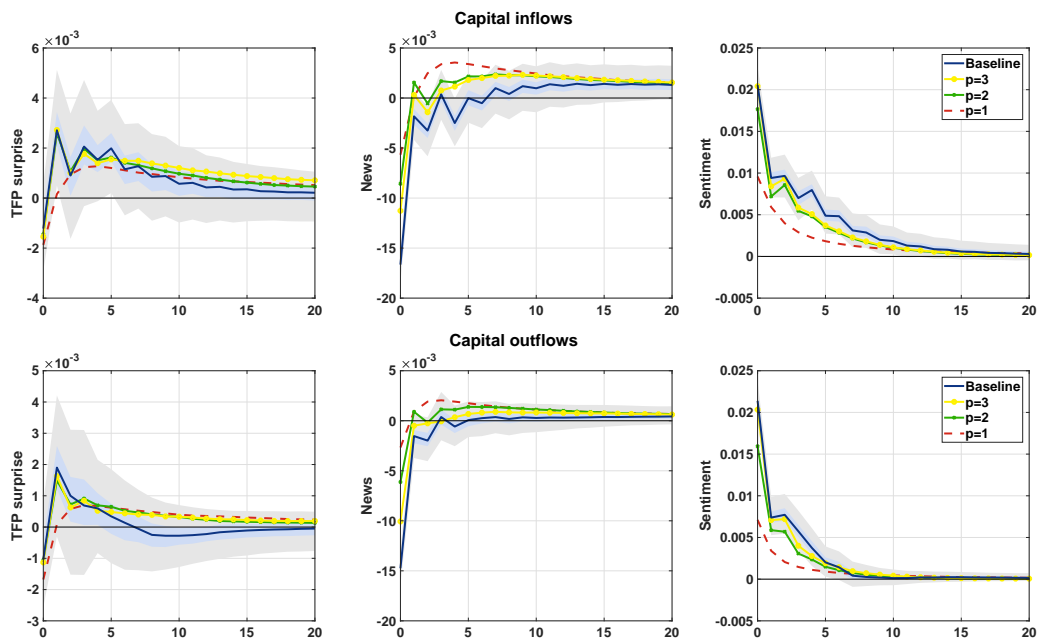 Capital inflows
×10⁻³
6
4
2
0
-2
-4
TFP surprise
0 5 10 15 20
×10⁻³
5
0
-5
-10
-15
-20
News
0 5 10 15 20
0.025
0.02
0.015
0.01
0.005
0
-0.005
Sentiment
0 5 10 15 20
Baseline
p=3
p=2
p=1
Capital outflows
×10⁻³
5
4
3
2
1
0
-1
-2
-3
TFP surprise
0 5 10 15 20
×10⁻³
5
0
-5
-10
-15
-20
News
0 5 10 15 20
0.025
0.02
0.015
0.01
0.005
0
-0.005
Sentiment
0 5 10 15 20
Baseline
p=3
p=2
p=1